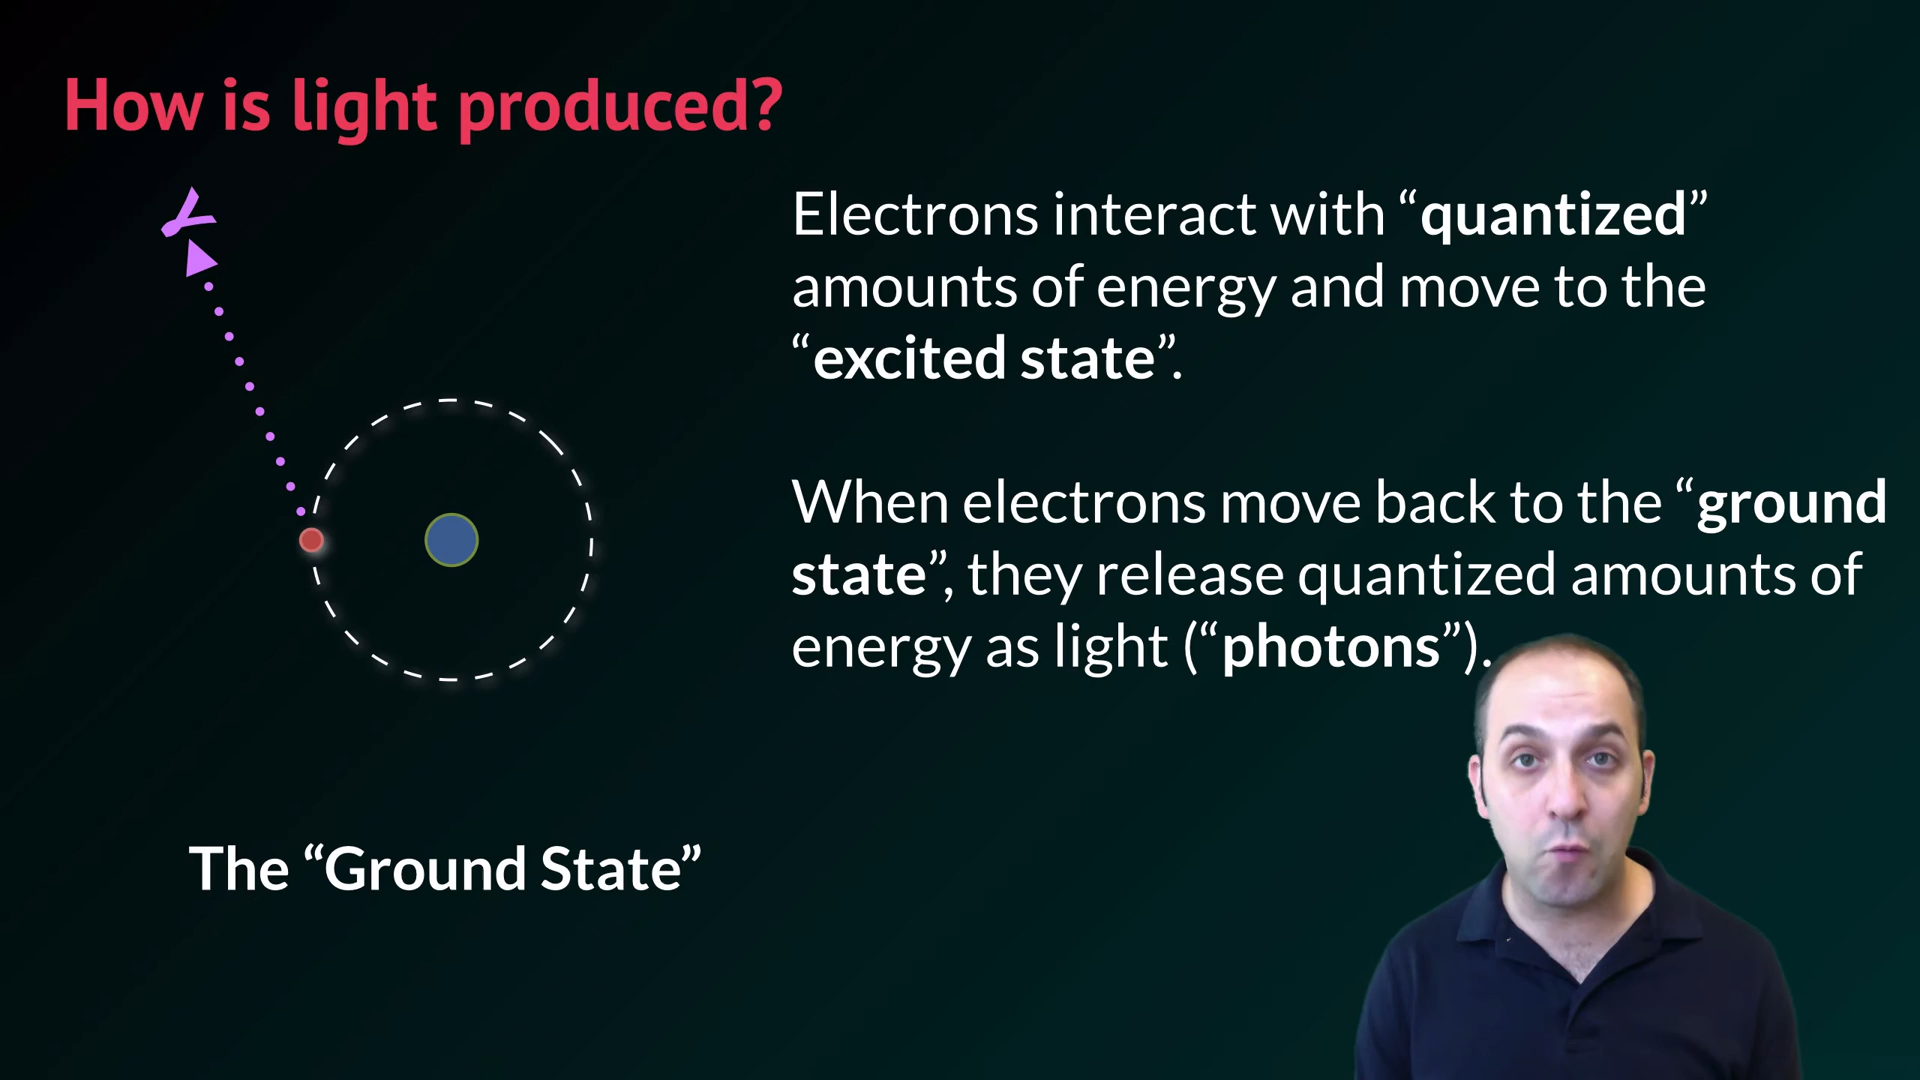 How is light produced?
γ
Electrons interact with “quantized”
amounts of energy and move to the
“excited state”.
When electrons move back to the “ground
state”, they release quantized amounts of
energy as light (“photons”).
The “Ground State”